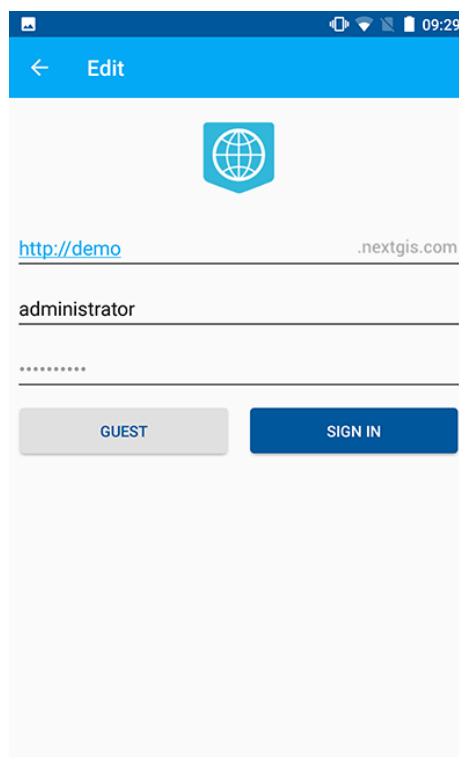 09:29
Edit
http://demo .nextgis.com
administrator
••••••••••
GUEST SIGN IN